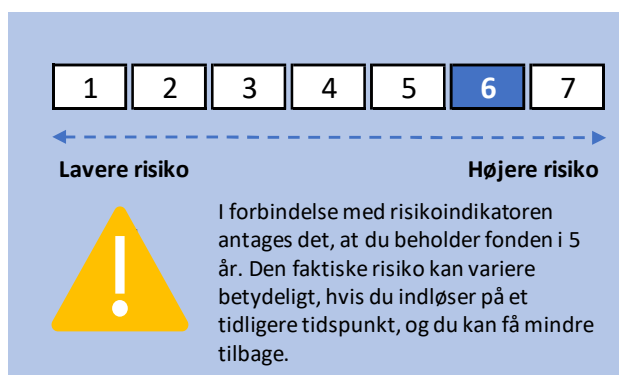 1 2 3 4 5 6 7
Lavere risiko Højere risiko
I forbindelse med risikoindikatoren
antages det, at du beholder fonden i 5
år. Den faktiske risiko kan variere
betydeligt, hvis du indløser på et
tidligere tidspunkt, og du kan få mindre
tilbage.